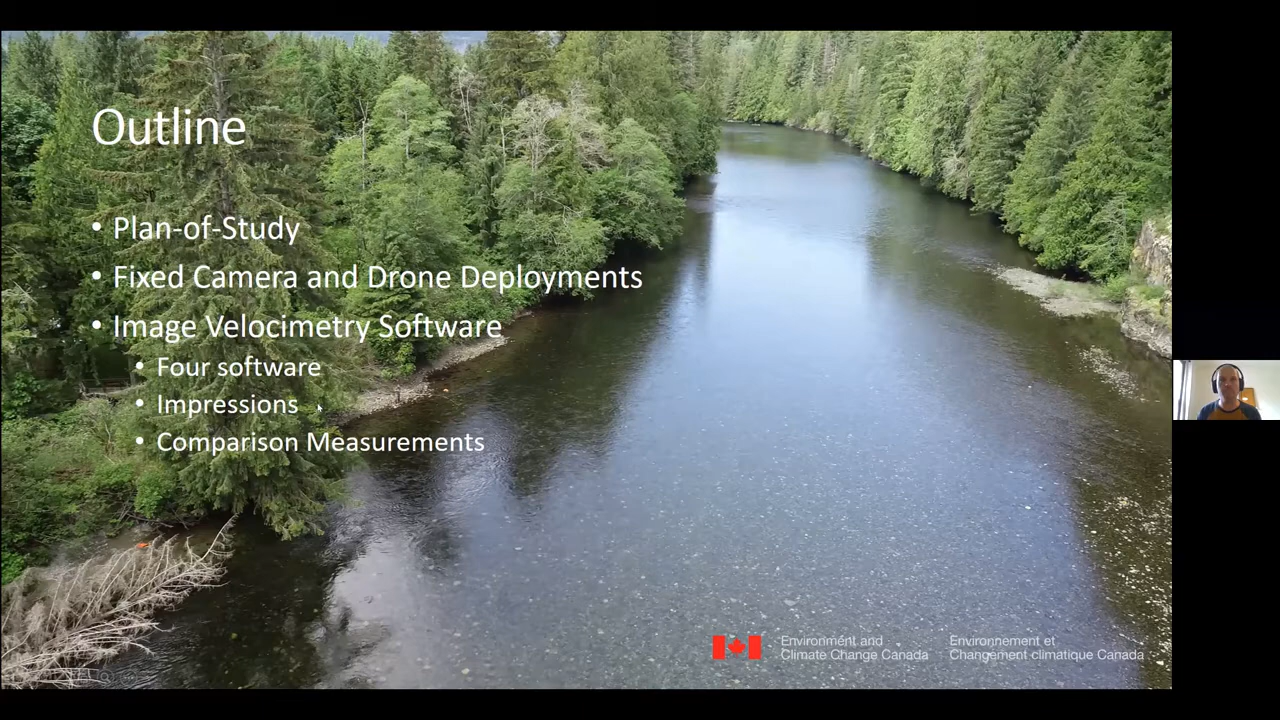 Outline
• Plan-of-Study
• Fixed Camera and Drone Deployments
• Image Velocimetry Software
• Four software
• Impressions
• Comparison Measurements
Environment and
Climate Change Canada
Environnement et
Changement climatique Canada